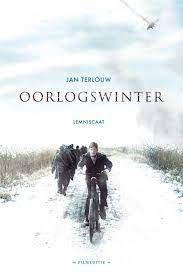 JAN TERLOUW
OORLOGSWINTER
LEMNISCAAT
FILMEDITIE